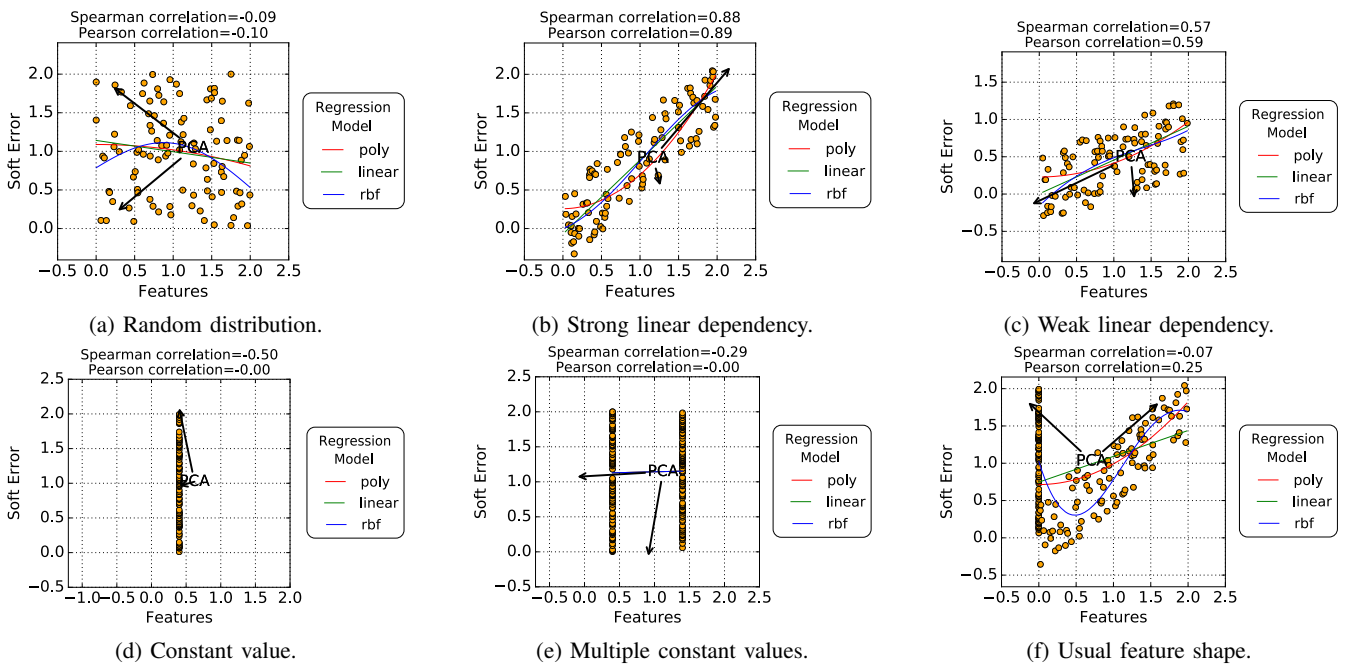 Spearman correlation=-0.09
Pearson correlation=-0.10
Soft Error
2.0
1.5
1.0
0.5
0.0
−0.5 0.0 0.5 1.0 1.5 2.0 2.5
Features
PCA
Regression
Model
poly
linear
rbf
(a) Random distribution.
Spearman correlation=0.88
Pearson correlation=0.89
Soft Error
2.0
1.5
1.0
0.5
0.0
−0.5 0.0 0.5 1.0 1.5 2.0 2.5
Features
PCA
Regression
Model
poly
linear
rbf
(b) Strong linear dependency.
Spearman correlation=0.57
Pearson correlation=0.59
Soft Error
1.5
1.0
0.5
0.0
−0.5
−0.5 0.0 0.5 1.0 1.5 2.0 2.5
Features
PCA
Regression
Model
poly
linear
rbf
(c) Weak linear dependency.
Spearman correlation=-0.50
Pearson correlation=-0.00
Soft Error
2.5
2.0
1.5
1.0
0.5
0.0
−0.5
−1.0 −0.5 0.0 0.5 1.0 1.5 2.0
Features
PCA
Regression
Model
poly
linear
rbf
(d) Constant value.
Spearman correlation=-0.29
Pearson correlation=-0.00
Soft Error
2.5
2.0
1.5
1.0
0.5
0.0
−0.5
−0.5 0.0 0.5 1.0 1.5 2.0 2.5
Features
PCA
Regression
Model
poly
linear
rbf
(e) Multiple constant values.
Spearman correlation=-0.07
Pearson correlation=0.25
Soft Error
2.0
1.5
1.0
0.5
0.0
−0.5
−0.5 0.0 0.5 1.0 1.5 2.0 2.5
Features
PCA
Regression
Model
poly
linear
rbf
(f) Usual feature shape.